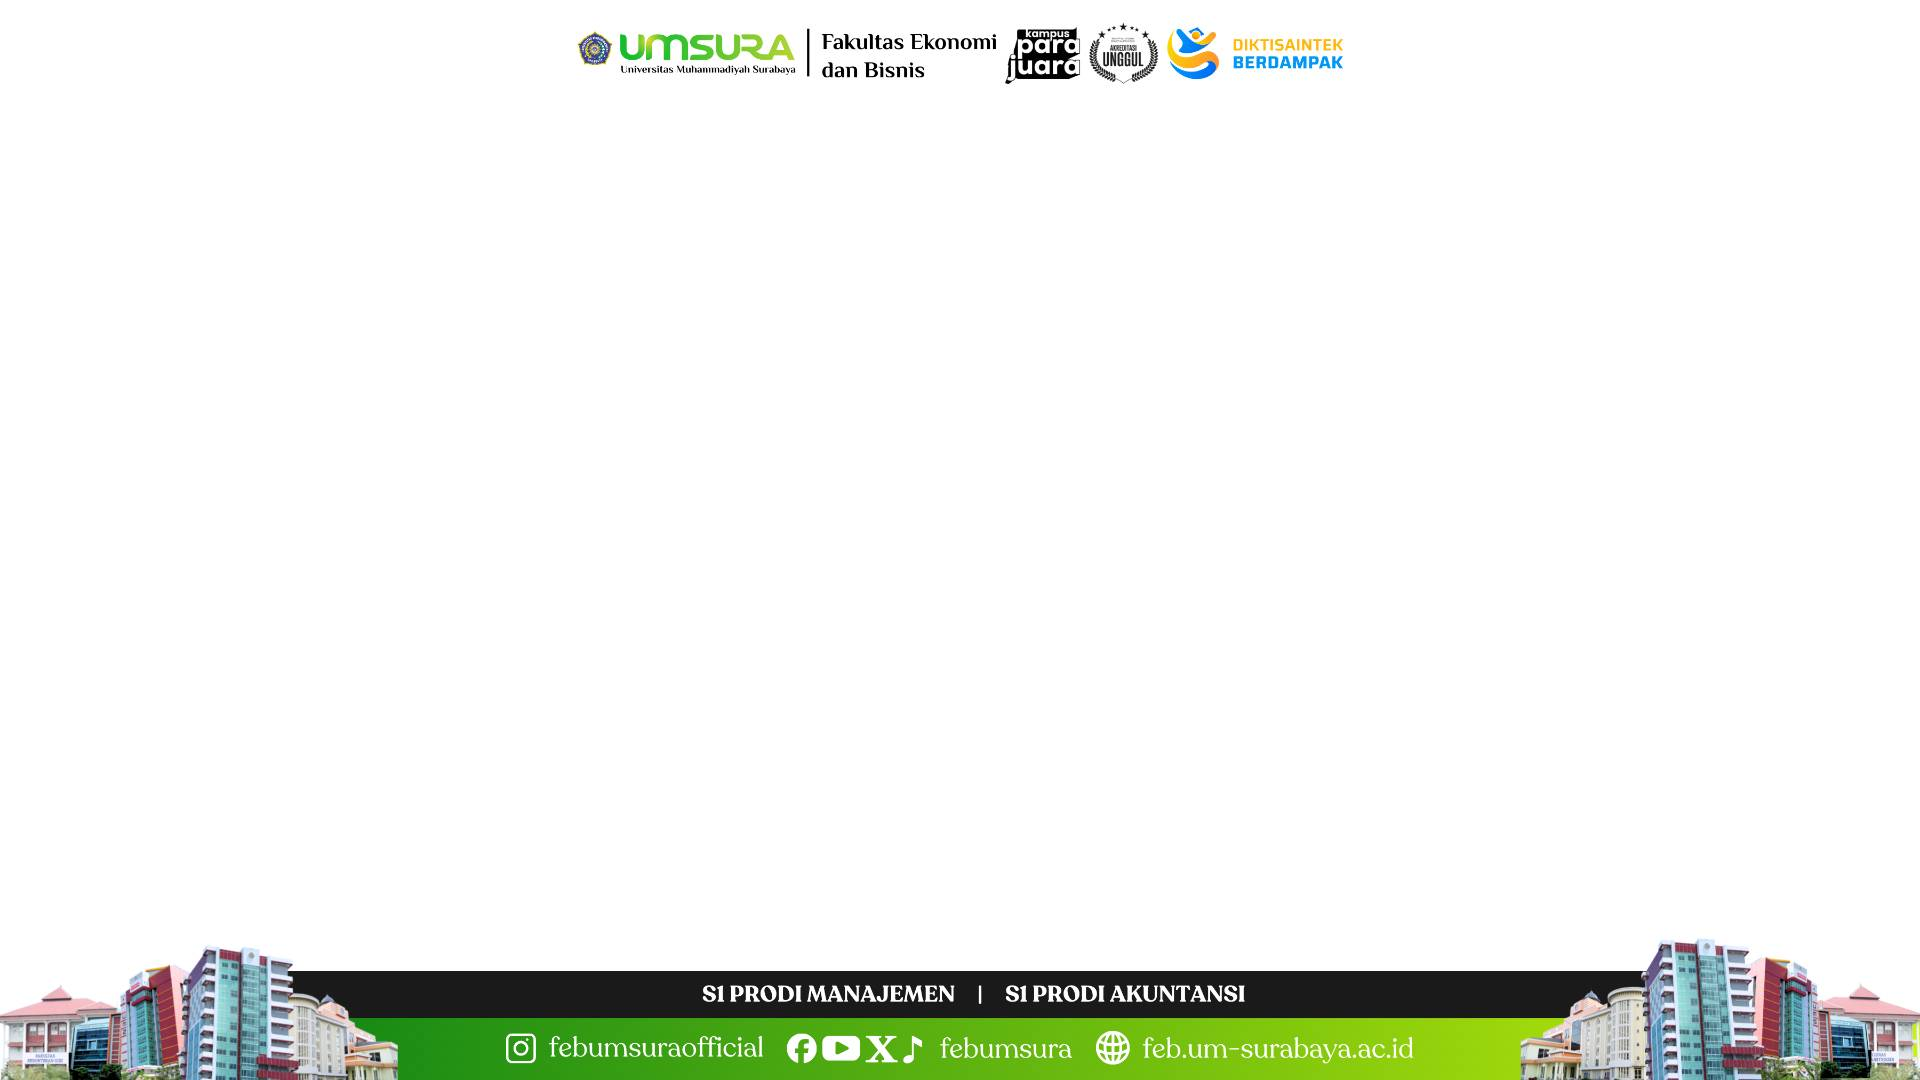 UMSURA
Universitas Muhammadiyah Surabaya
Fakultas Ekonomi
dan Bisnis
kampus
para
juara
AKREDITASI
UNGGUL
DIKTISAINTEK
BERDAMPAK
S1 PRODI MANAJEMEN | S1 PRODI AKUNTANSI
febumsuraofficial febumsura feb.um-surabaya.ac.id